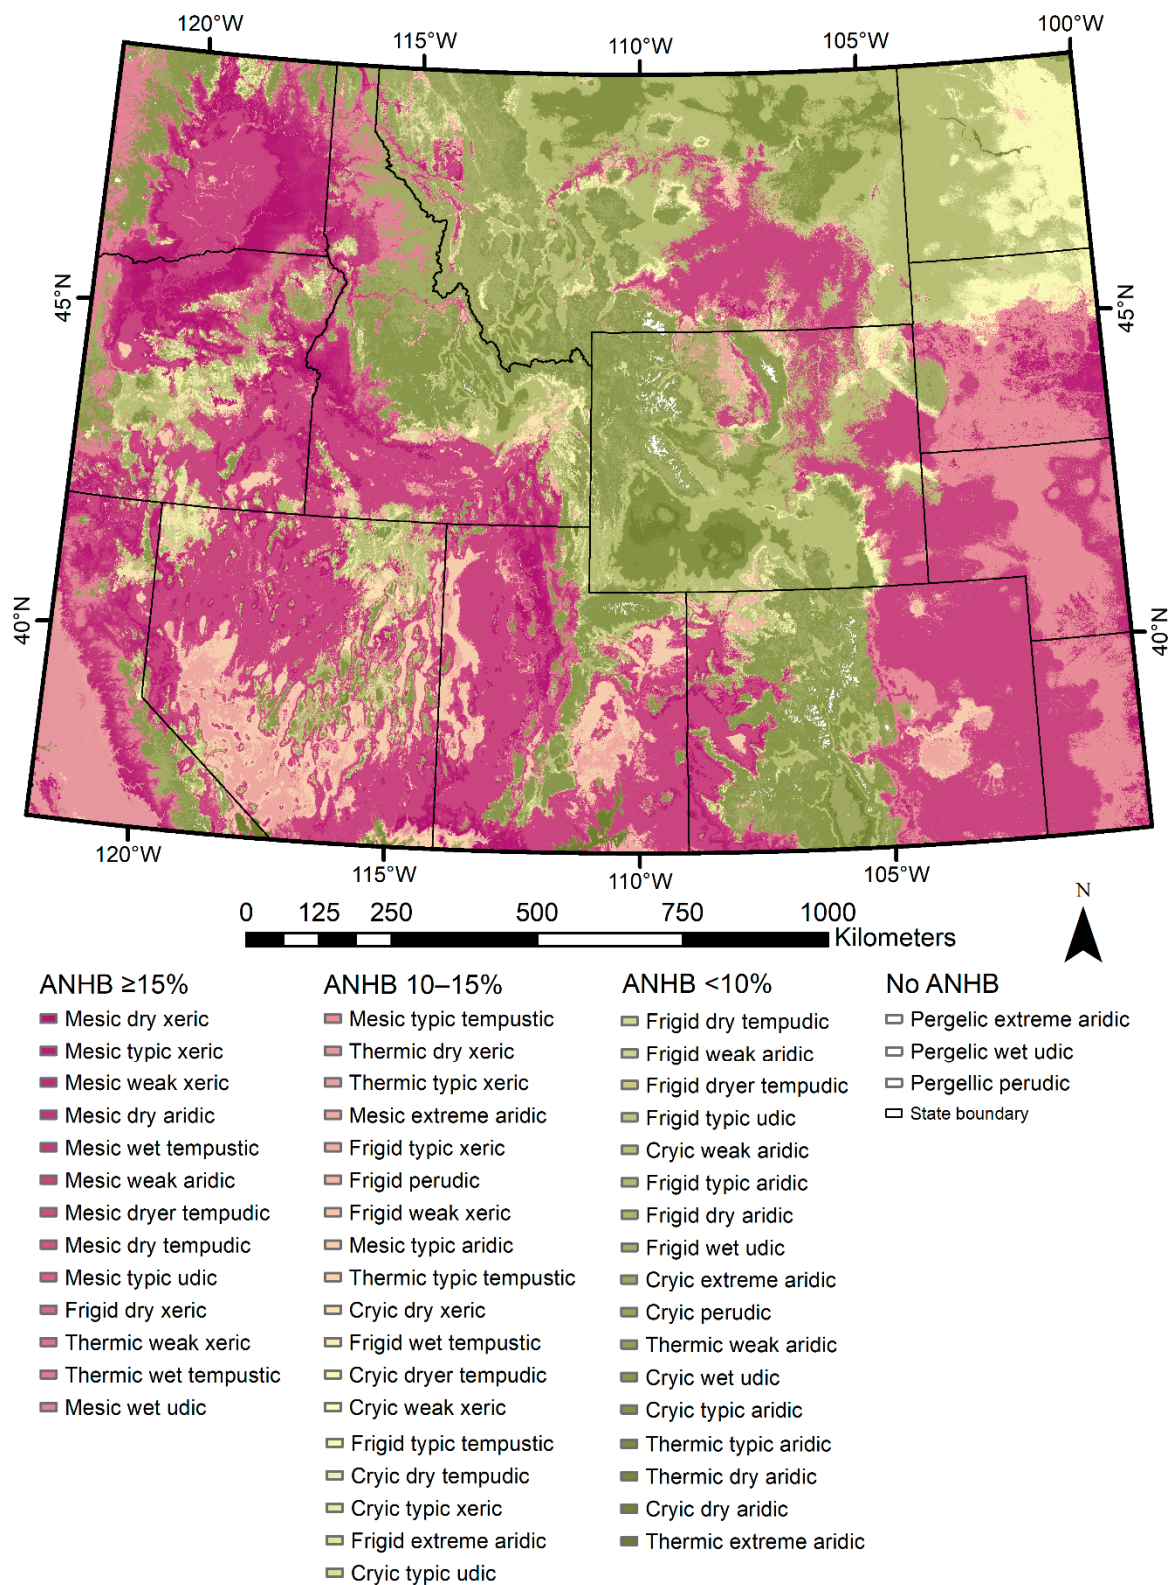 120°W
115°W
110°W
105°W
100°W
45°N
45°N
40°N
40°N
120°W
115°W
110°W
105°W
0 125 250 500 750 1000
Kilometers
N
ANHB ≥15%
Mesic dry xeric
Mesic typic xeric
Mesic weak xeric
Mesic dry aridic
Mesic wet tempustic
Mesic weak aridic
Mesic dryer tempudic
Mesic dry tempudic
Mesic typic udic
Frigid dry xeric
Thermic weak xeric
Thermic wet tempustic
Mesic wet udic
ANHB 10–15%
Mesic typic tempustic
Thermic dry xeric
Thermic typic xeric
Mesic extreme aridic
Frigid typic xeric
Frigid perudic
Frigid weak xeric
Mesic typic aridic
Thermic typic tempustic
Cryic dry xeric
Frigid wet tempustic
Cryic dryer tempudic
Cryic weak xeric
Frigid typic tempustic
Cryic dry tempudic
Cryic typic xeric
Frigid extreme aridic
Cryic typic udic
ANHB <10%
Frigid dry tempudic
Frigid weak aridic
Frigid dryer tempudic
Frigid typic udic
Cryic weak aridic
Frigid typic aridic
Frigid dry aridic
Frigid wet udic
Cryic extreme aridic
Cryic perudic
Thermic weak aridic
Cryic wet udic
Cryic typic aridic
Thermic typic aridic
Thermic dry aridic
Cryic dry aridic
Thermic extreme aridic
No ANHB
Pergelic extreme aridic
Pergelic wet udic
Pergellic perudic
State boundary